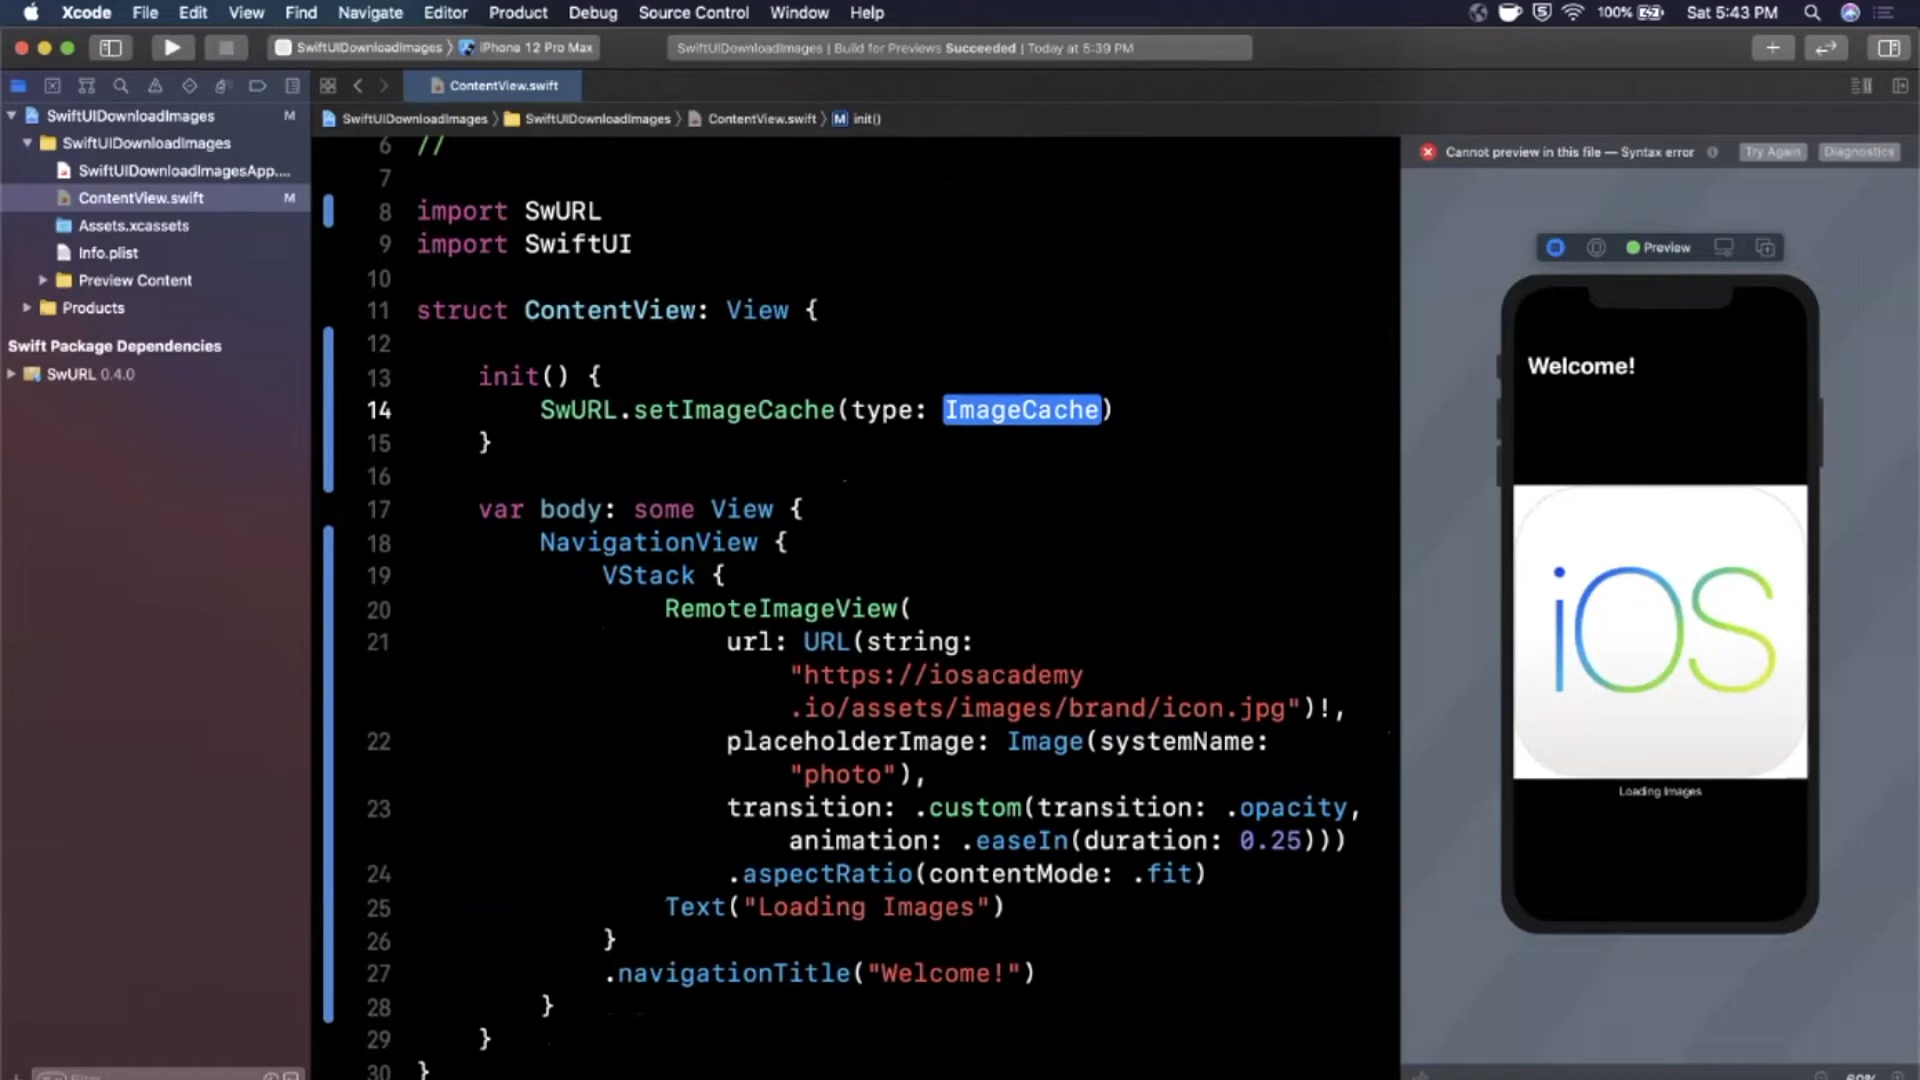 Xcode File Edit View Find Navigate Editor Product Debug Source Control Window Help 100% Sat 5:43 PM
SwiftUIDownloadImages 〉 iPhone 12 Pro Max
SwiftUIDownloadImages | Build for Previews Succeeded | Today at 5:39 PM
ContentView.swift
SwiftUIDownloadImages M
SwiftUIDownloadImages
SwiftUIDownloadImagesApp....
ContentView.swift M
Assets.xcassets
Info.plist
Preview Content
Products
Swift Package Dependencies
SwURL 0.4.0
SwiftUIDownloadImages 〉 SwiftUIDownloadImages 〉 ContentView.swift 〉 M init()
6 //
7
8 import SwURL
9 import SwiftUI
10
11 struct ContentView: View {
12
13 init() {
14 SwURL.setImageCache(type: ImageCache)
15 }
16
17 var body: some View {
18 NavigationView {
19 VStack {
20 RemoteImageView(
21 url: URL(string:
"https://iosacademy
.io/assets/images/brand/icon.jpg")!,
22 placeholderImage: Image(systemName:
"photo"),
23 transition: .custom(transition: .opacity,
animation: .easeIn(duration: 0.25)))
24 .aspectRatio(contentMode: .fit)
25 Text("Loading Images")
26 }
27 .navigationTitle("Welcome!")
28 }
29 }
30 }
Cannot preview in this file — Syntax error Try Again Diagnostics
Preview
Welcome!
iOS
Loading Images